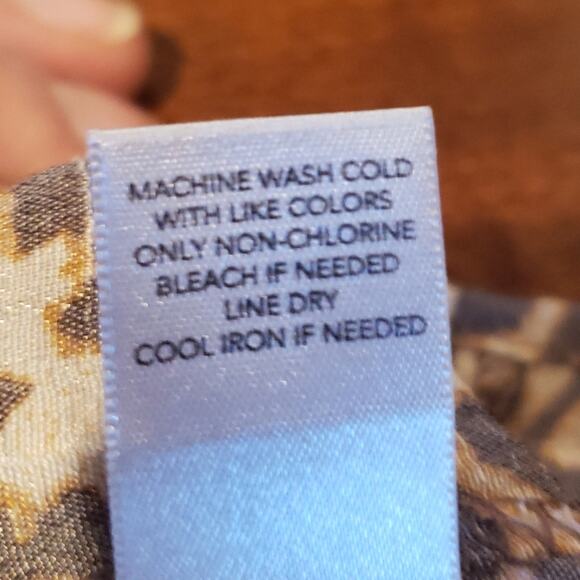 MACHINE WASH COLD
WITH LIKE COLORS
ONLY NON-CHLORINE
BLEACH IF NEEDED
LINE DRY
COOL IRON IF NEEDED